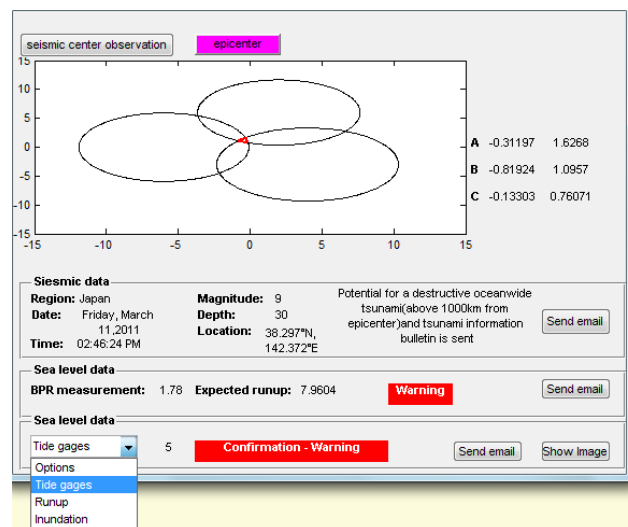 seismic center observation
epicenter
15
10
5
0
-5
-10
-15
-15 -10 -5 0 5 10 15
A -0.31197 1.6268
B -0.81924 1.0957
C -0.13303 0.76071
Siesmic data
Region: Japan
Date: Friday, March
11,2011
Time: 02:46:24 PM
Magnitude: 9
Depth: 30
Location: 38.297°N,
142.372°E
Potential for a destructive oceanwide
tsunami(above 1000km from
epicenter)and tsunami information
bulletin is sent
Send email
Sea level data
BPR measurement: 1.78 Expected runup: 7.9604 Warning Send email
Sea level data
Tide gages 5 Confirmation - Warning Send email Show Image
Options
Tide gages
Runup
Inundation